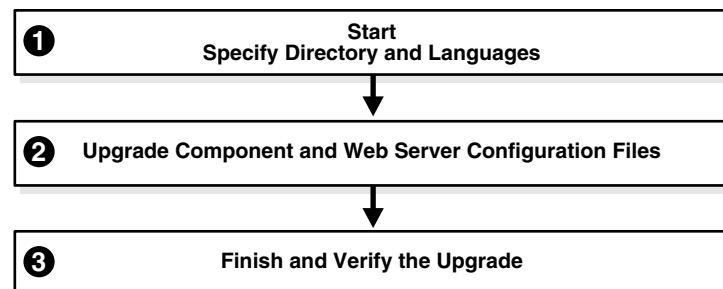 1 Start
Specify Directory and Languages
2 Upgrade Component and Web Server Configuration Files
3 Finish and Verify the Upgrade